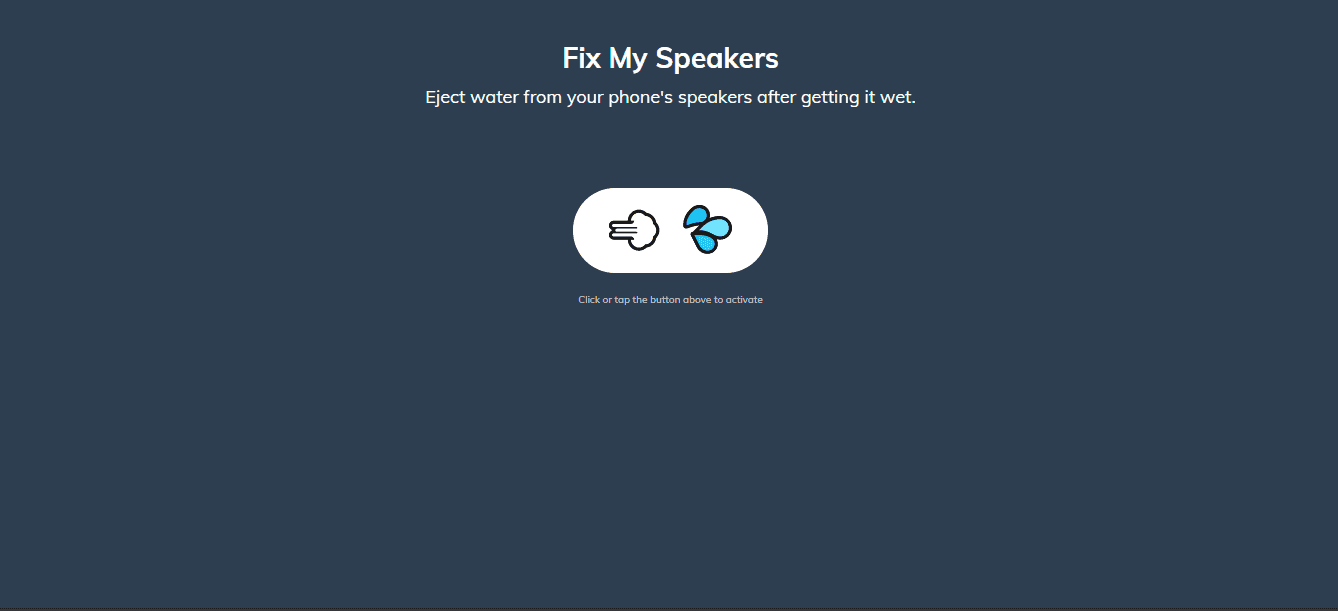 Fix My Speakers
Eject water from your phone's speakers after getting it wet.
Click or tap the button above to activate